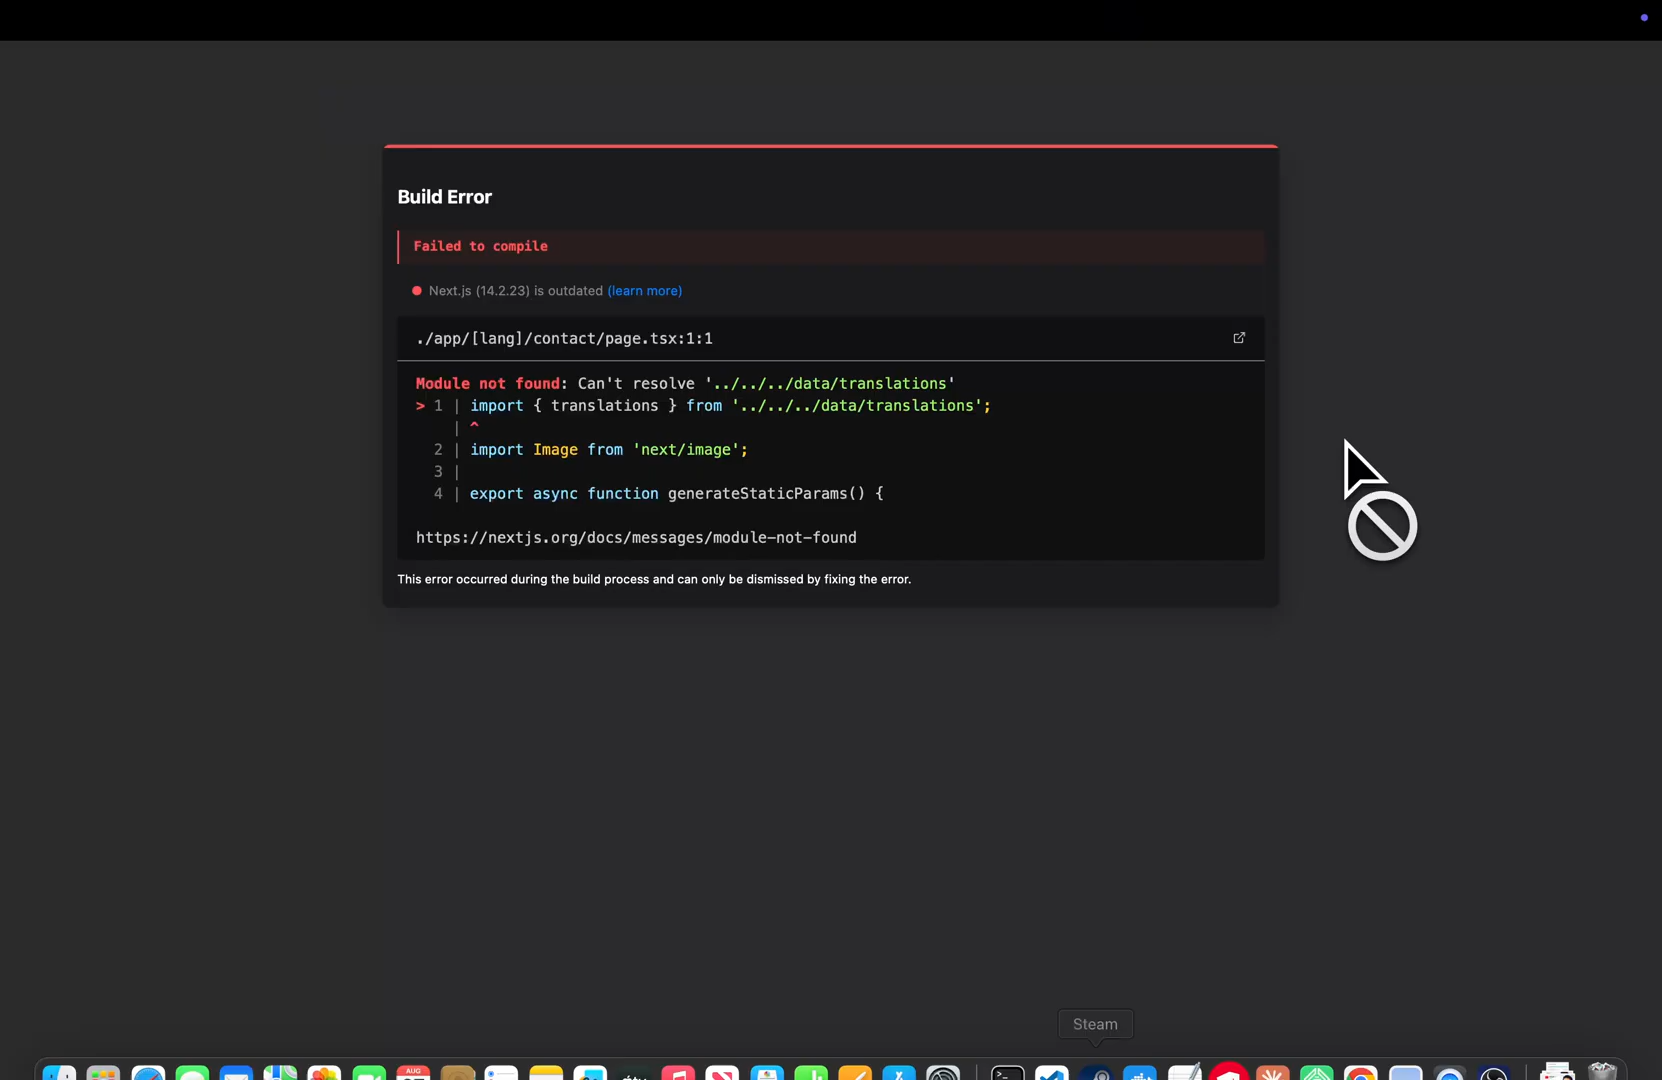 Build Error
Failed to compile
Next.js (14.2.23) is outdated (learn more)
./app/[lang]/contact/page.tsx:1:1
Module not found: Can't resolve '../../../data/translations'
> 1 | import { translations } from '../../../data/translations';
| ^
2 | import Image from 'next/image';
3 |
4 | export async function generateStaticParams() {
https://nextjs.org/docs/messages/module-not-found
This error occurred during the build process and can only be dismissed by fixing the error.
Steam
AUG